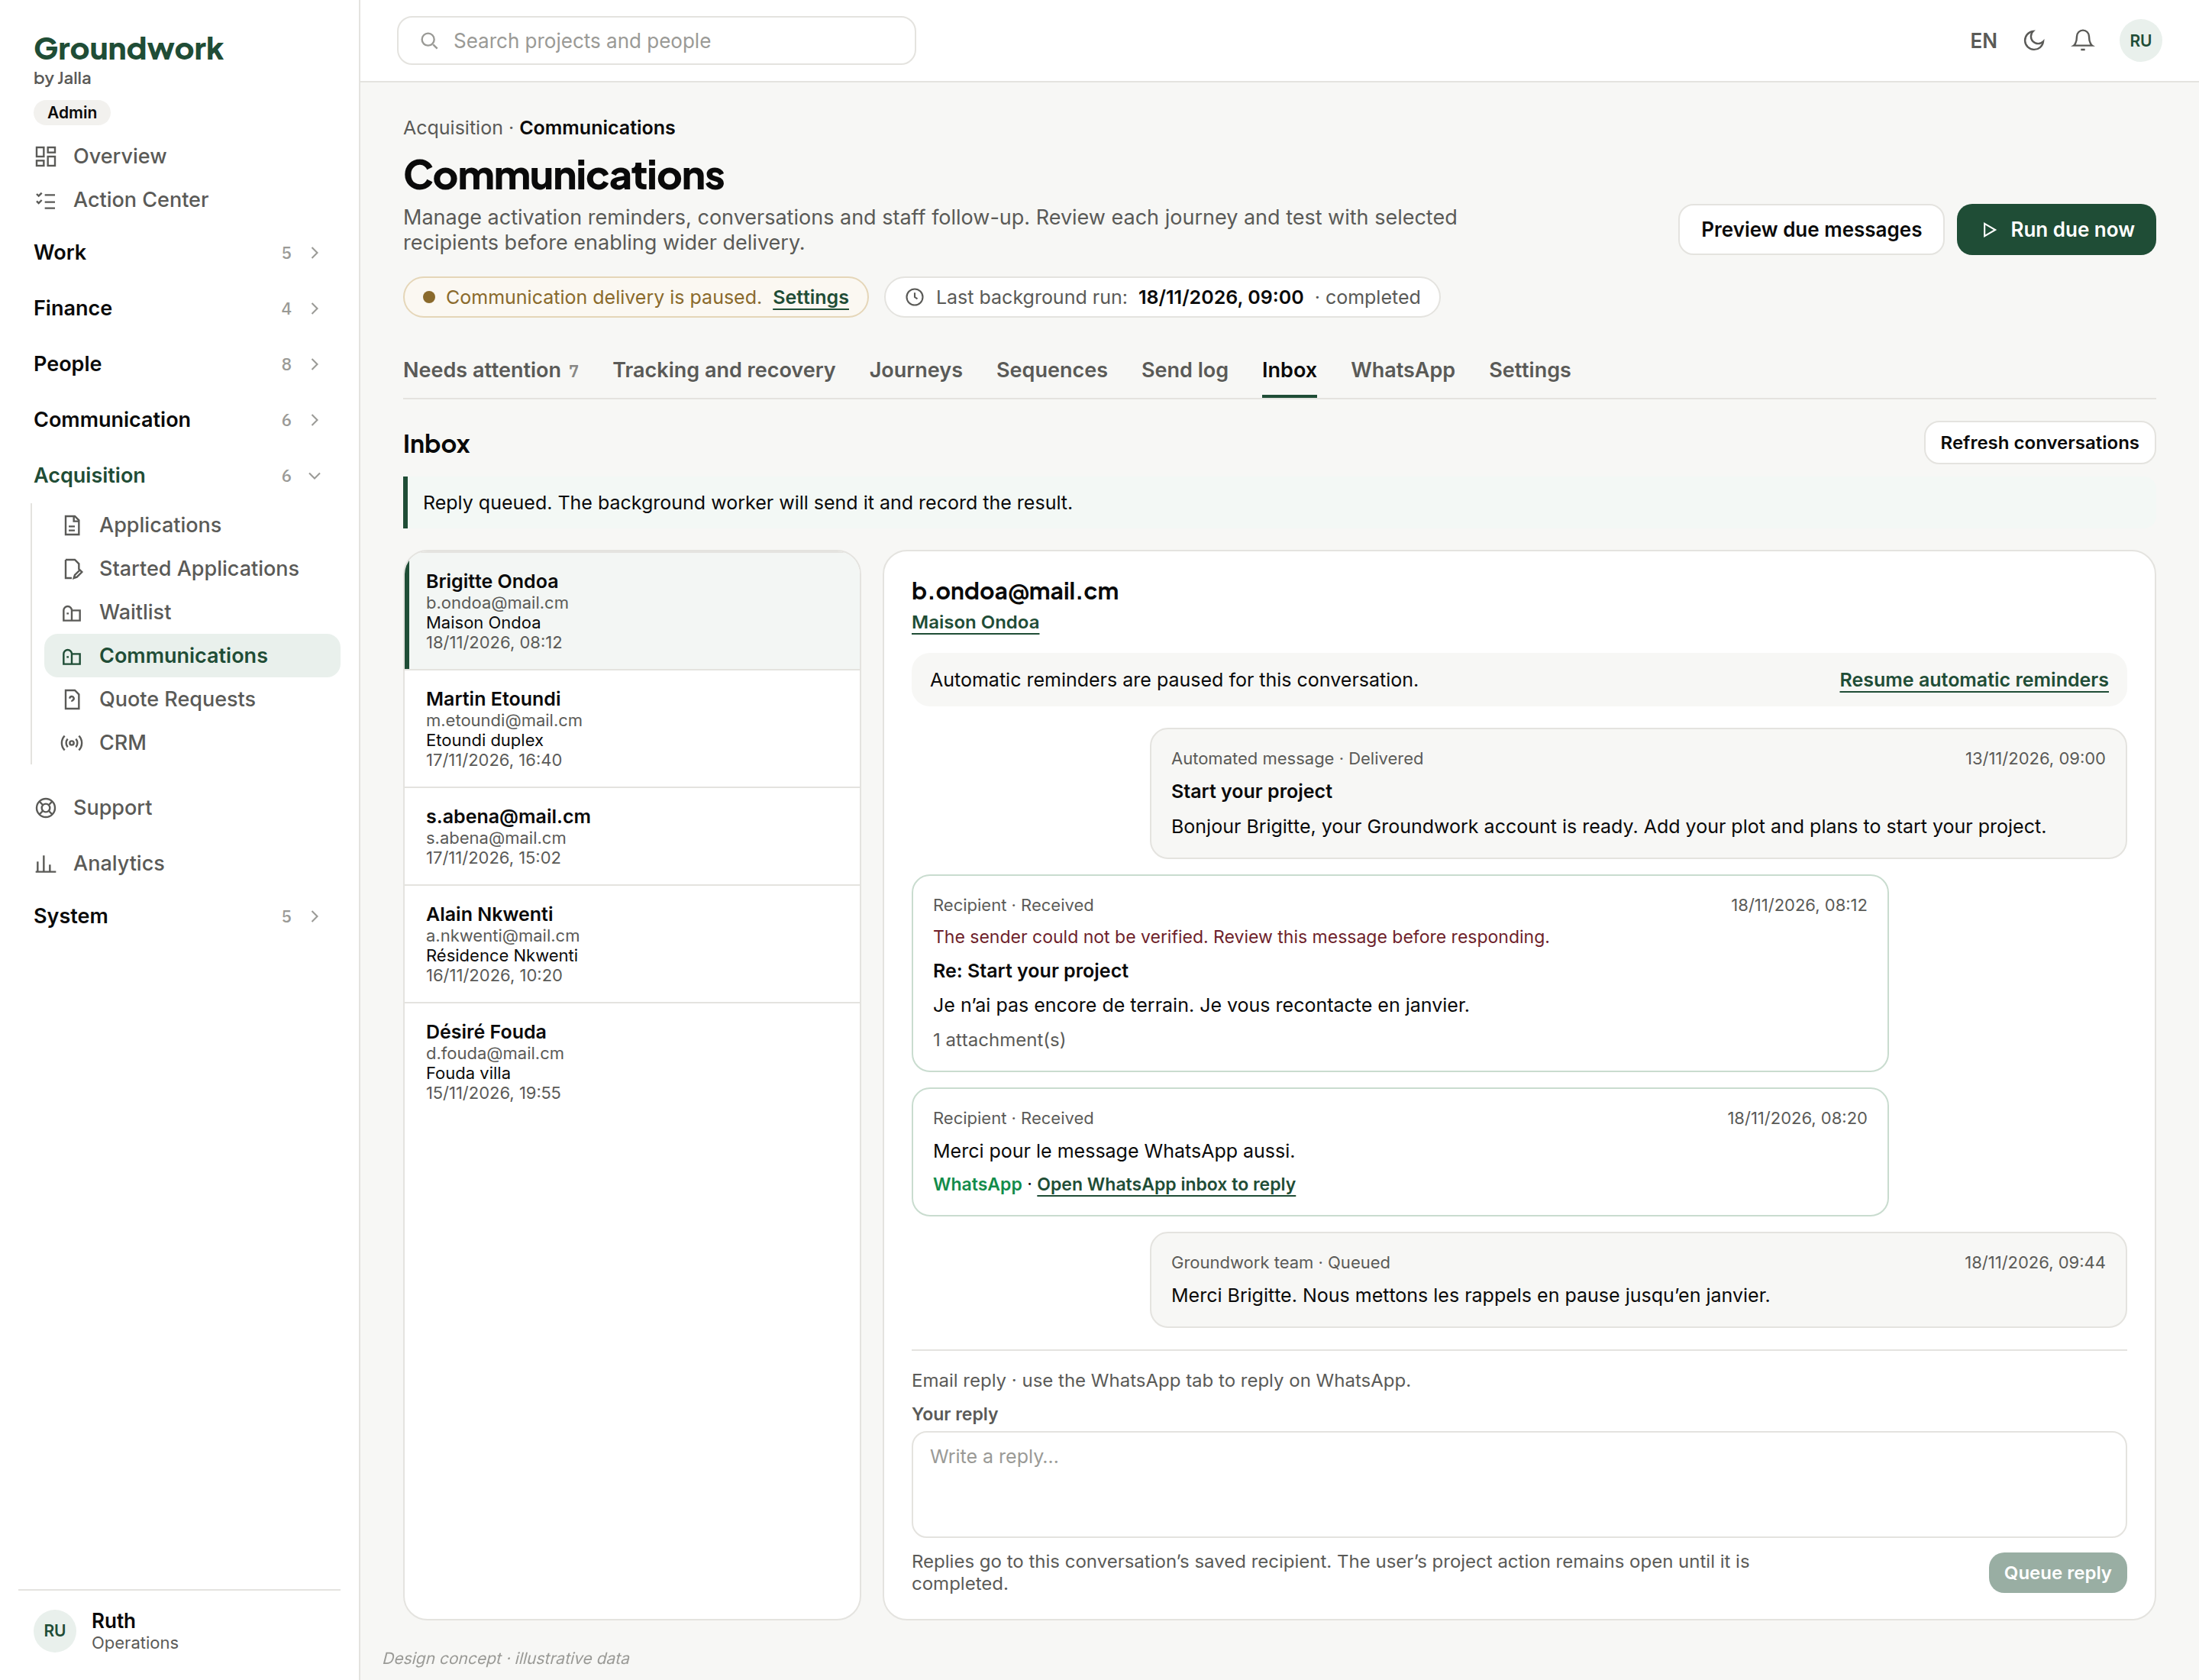 Groundwork
by Jalla
Admin
Overview
Action Center
Work 5
Finance 4
People 8
Communication 6
Acquisition 6
Applications
Started Applications
Waitlist
Communications
Quote Requests
CRM
Support
Analytics
System 5
RU
Ruth
Operations
Search projects and people
EN
RU
Acquisition · Communications
Communications
Manage activation reminders, conversations and staff follow-up. Review each journey and test with selected
recipients before enabling wider delivery.
Preview due messages
Run due now
Communication delivery is paused. Settings
Last background run: 18/11/2026, 09:00 · completed
Needs attention 7
Tracking and recovery
Journeys
Sequences
Send log
Inbox
WhatsApp
Settings
Inbox
Refresh conversations
Reply queued. The background worker will send it and record the result.
Brigitte Ondoa
b.ondoa@mail.cm
Maison Ondoa
18/11/2026, 08:12
Martin Etoundi
m.etoundi@mail.cm
Etoundi duplex
17/11/2026, 16:40
s.abena@mail.cm
s.abena@mail.cm
17/11/2026, 15:02
Alain Nkwenti
a.nkwenti@mail.cm
Résidence Nkwenti
16/11/2026, 10:20
Désiré Fouda
d.fouda@mail.cm
Fouda villa
15/11/2026, 19:55
b.ondoa@mail.cm
Maison Ondoa
Automatic reminders are paused for this conversation.
Resume automatic reminders
Automated message · Delivered 13/11/2026, 09:00
Start your project
Bonjour Brigitte, your Groundwork account is ready. Add your plot and plans to start your project.
Recipient · Received 18/11/2026, 08:12
The sender could not be verified. Review this message before responding.
Re: Start your project
Je n’ai pas encore de terrain. Je vous recontacte en janvier.
1 attachment(s)
Recipient · Received 18/11/2026, 08:20
Merci pour le message WhatsApp aussi.
WhatsApp · Open WhatsApp inbox to reply
Groundwork team · Queued 18/11/2026, 09:44
Merci Brigitte. Nous mettons les rappels en pause jusqu’en janvier.
Email reply · use the WhatsApp tab to reply on WhatsApp.
Your reply
Write a reply…
Replies go to this conversation’s saved recipient. The user’s project action remains open until it is
completed.
Queue reply
Design concept · illustrative data